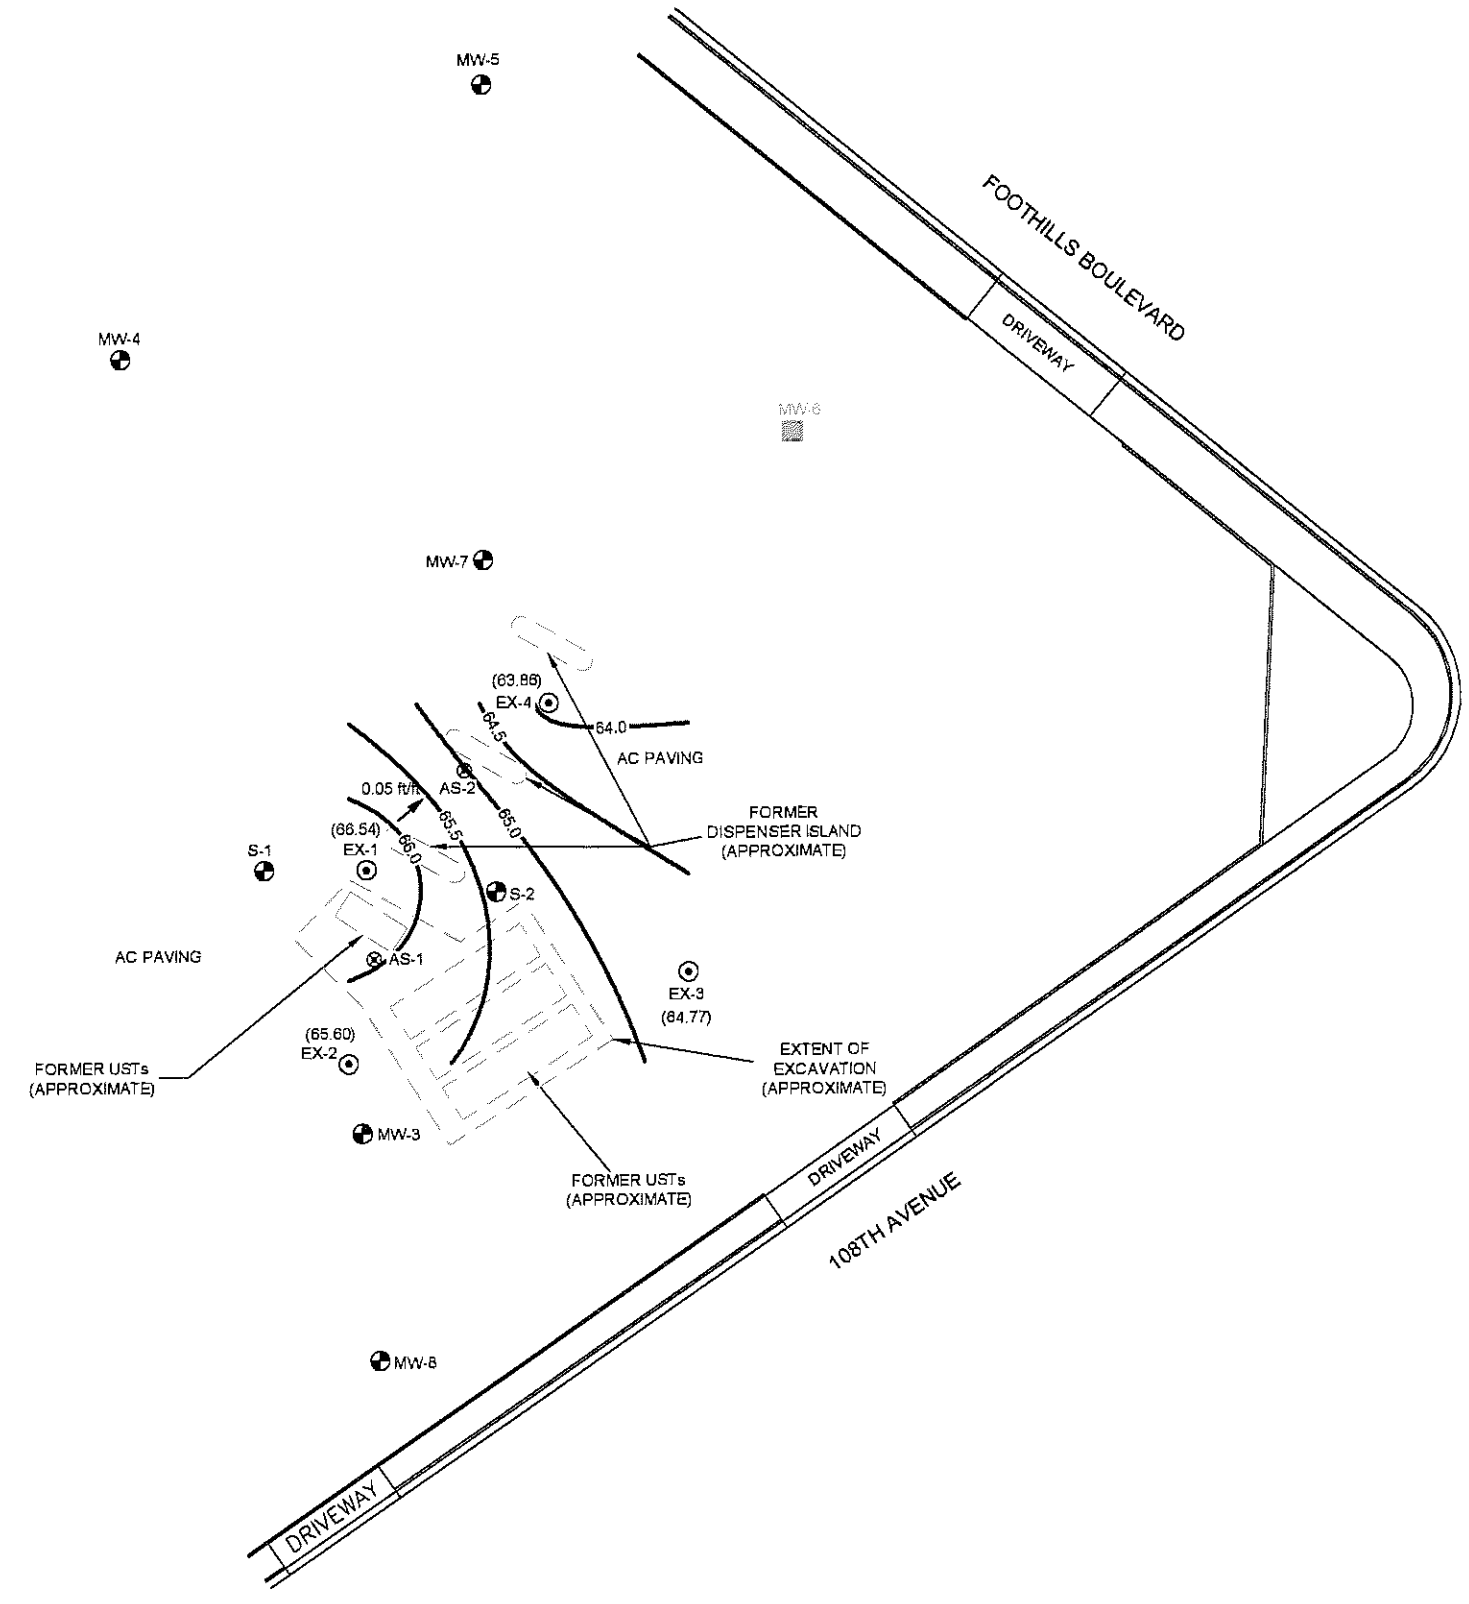 MW-5
FOOTHILLS BOULEVARD
DRIVEWAY
MW-4
MW-6
MW-7
(63.86)
EX-4
64.5
64.0
AC PAVING
0.05 ft/ft
AS-2
65.5
65.0
FORMER
DISPENSER ISLAND
(APPROXIMATE)
(66.54)
EX-1
66.0
S-1
S-2
AC PAVING
AS-1
EX-3
(64.77)
(65.60)
EX-2
FORMER USTs
(APPROXIMATE)
EXTENT OF
EXCAVATION
(APPROXIMATE)
MW-3
FORMER USTs
(APPROXIMATE)
DRIVEWAY
108TH AVENUE
MW-8
DRIVEWAY